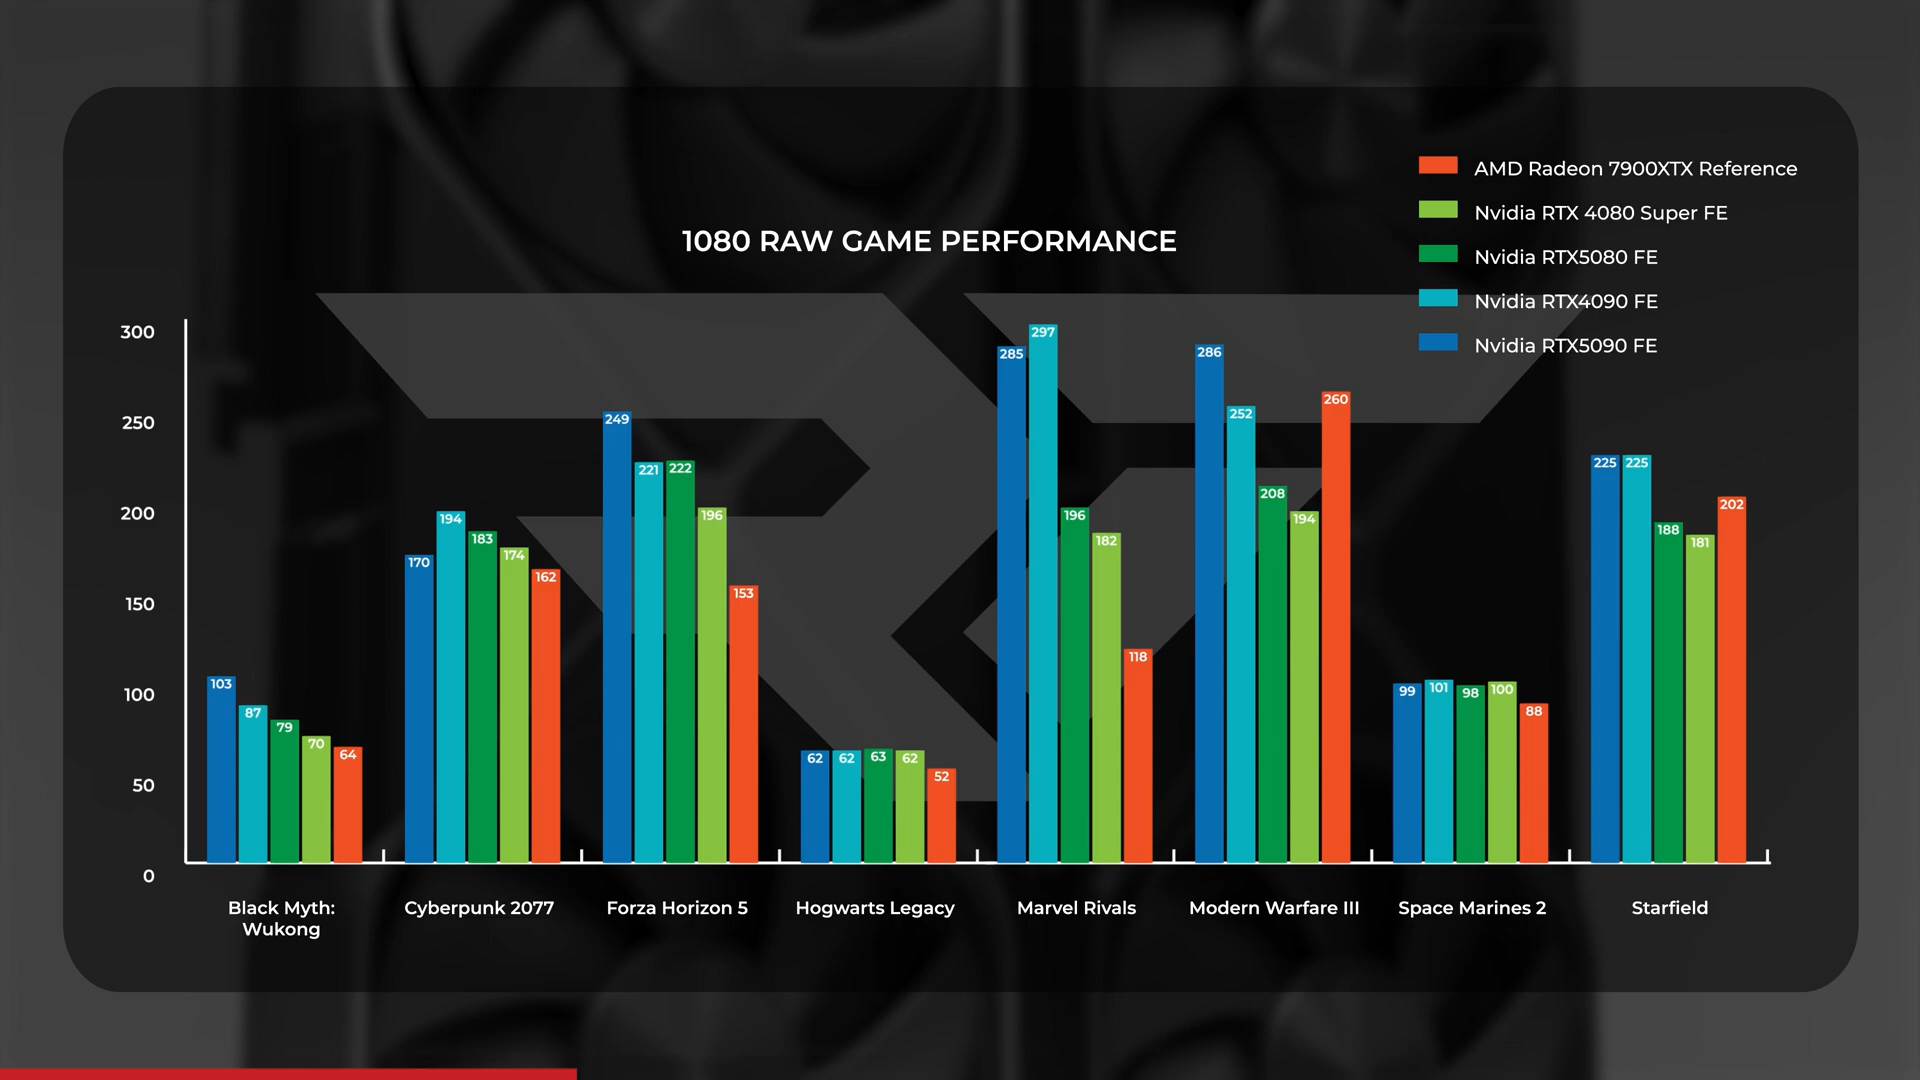 AMD Radeon 7900XTX Reference
Nvidia RTX 4080 Super FE
1080 RAW GAME PERFORMANCE
Nvidia RTX5080 FE
Nvidia RTX4090 FE
Nvidia RTX5090 FE
300
250
200
150
100
50
0
103 87 79 70 64
170 194 183 174 162
249 221 222 196 153
62 62 63 62 52
285 297 196 182 118
286 252 208 194 260
99 101 98 100 88
225 225 188 181 202
Black Myth:
Wukong
Cyberpunk 2077
Forza Horizon 5
Hogwarts Legacy
Marvel Rivals
Modern Warfare III
Space Marines 2
Starfield